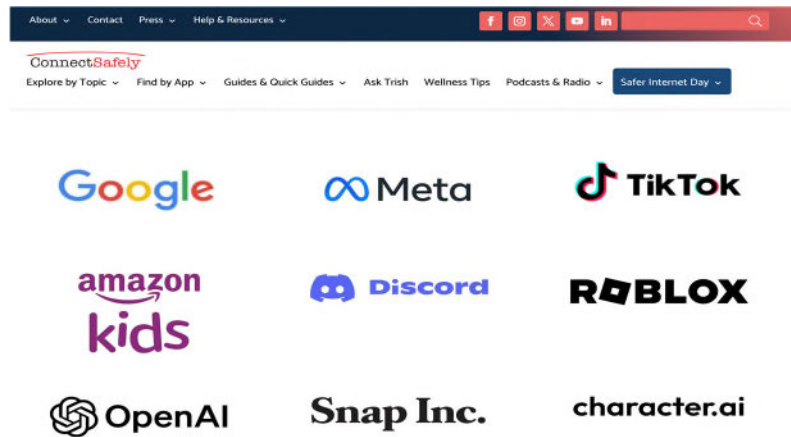 About Contact Press Help & Resources
ConnectSafely
Explore by Topic Find by App Guides & Quick Guides Ask Trish Wellness Tips Podcasts & Radio Safer Internet Day
Google Meta TikTok
amazon kids Discord ROBLOX
OpenAI Snap Inc. character.ai